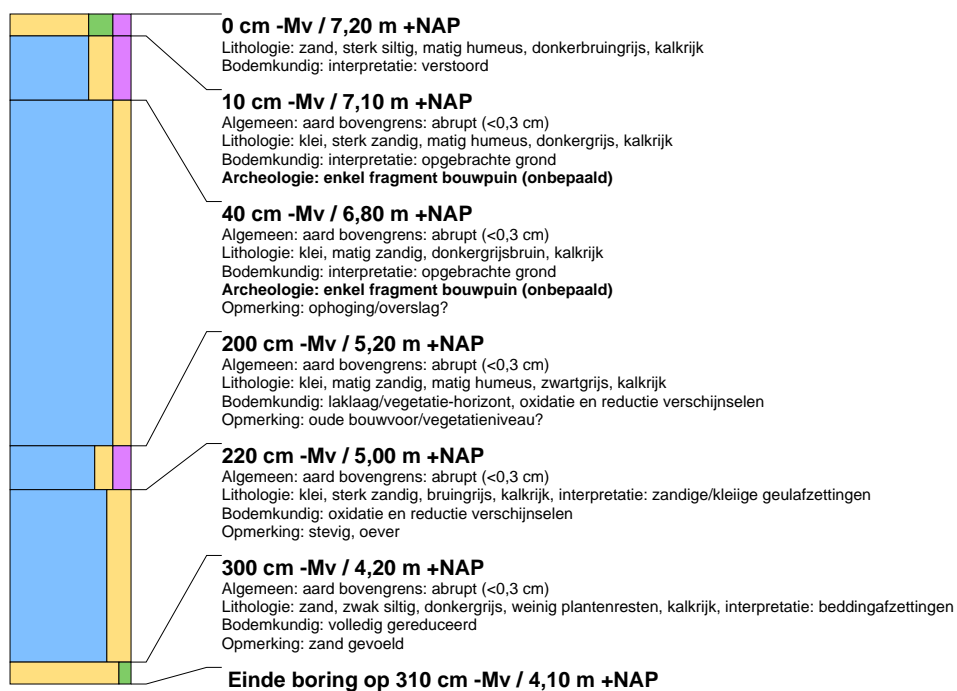 0 cm -Mv / 7,20 m +NAP
Lithologie: zand, sterk siltig, matig humeus, donkerbruingrijs, kalkrijk
Bodemkundig: interpretatie: verstoord
10 cm -Mv / 7,10 m +NAP
Algemeen: aard bovengrens: abrupt (<0,3 cm)
Lithologie: klei, sterk zandig, matig humeus, donkergrijs, kalkrijk
Bodemkundig: interpretatie: opgebrachte grond
Archeologie: enkel fragment bouwpuin (onbepaald)
40 cm -Mv / 6,80 m +NAP
Algemeen: aard bovengrens: abrupt (<0,3 cm)
Lithologie: klei, matig zandig, donkergrijsbruin, kalkrijk
Bodemkundig: interpretatie: opgebrachte grond
Archeologie: enkel fragment bouwpuin (onbepaald)
Opmerking: ophoging/overslag?
200 cm -Mv / 5,20 m +NAP
Algemeen: aard bovengrens: abrupt (<0,3 cm)
Lithologie: klei, matig zandig, matig humeus, zwartgrijs, kalkrijk
Bodemkundig: laklaag/vegetatie-horizont, oxidatie en reductie verschijnselen
Opmerking: oude bouwvoor/vegetatieniveau?
220 cm -Mv / 5,00 m +NAP
Algemeen: aard bovengrens: abrupt (<0,3 cm)
Lithologie: klei, sterk zandig, bruingrijs, kalkrijk, interpretatie: zandige/kleiige geulafzettingen
Bodemkundig: oxidatie en reductie verschijnselen
Opmerking: stevig, oever
300 cm -Mv / 4,20 m +NAP
Algemeen: aard bovengrens: abrupt (<0,3 cm)
Lithologie: zand, zwak siltig, donkergrijs, weinig plantenresten, kalkrijk, interpretatie: beddingafzettingen
Bodemkundig: volledig gereduceerd
Opmerking: zand gevoeld
Einde boring op 310 cm -Mv / 4,10 m +NAP